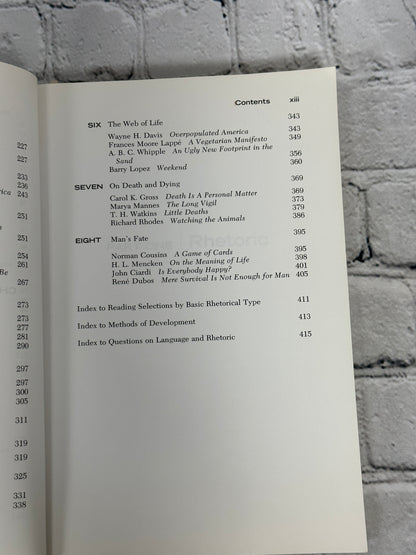 227
227
233
236
ica 243
251
254
261
Be
267
273
273
277
281
290
297
297
300
305
311
319
319
325
331
338
Contents xiii
SIX The Web of Life 343
Wayne H. Davis Overpopulated America 343
Frances Moore Lappé A Vegetarian Manifesto 349
A. B. C. Whipple An Ugly New Footprint in the
Sand 356
Barry Lopez Weekend 360
SEVEN On Death and Dying 369
Carol K. Gross Death Is A Personal Matter 369
Marya Mannes The Long Vigil 373
T. H. Watkins Little Deaths 379
Richard Rhodes Watching the Animals 386
EIGHT Man's Fate 395
Norman Cousins A Game of Cards 395
H. L. Mencken On the Meaning of Life 398
John Ciardi Is Everybody Happy? 401
René Dubos Mere Survival Is Not Enough for Man 405
Index to Reading Selections by Basic Rhetorical Type 411
Index to Methods of Development 413
Index to Questions on Language and Rhetoric 415